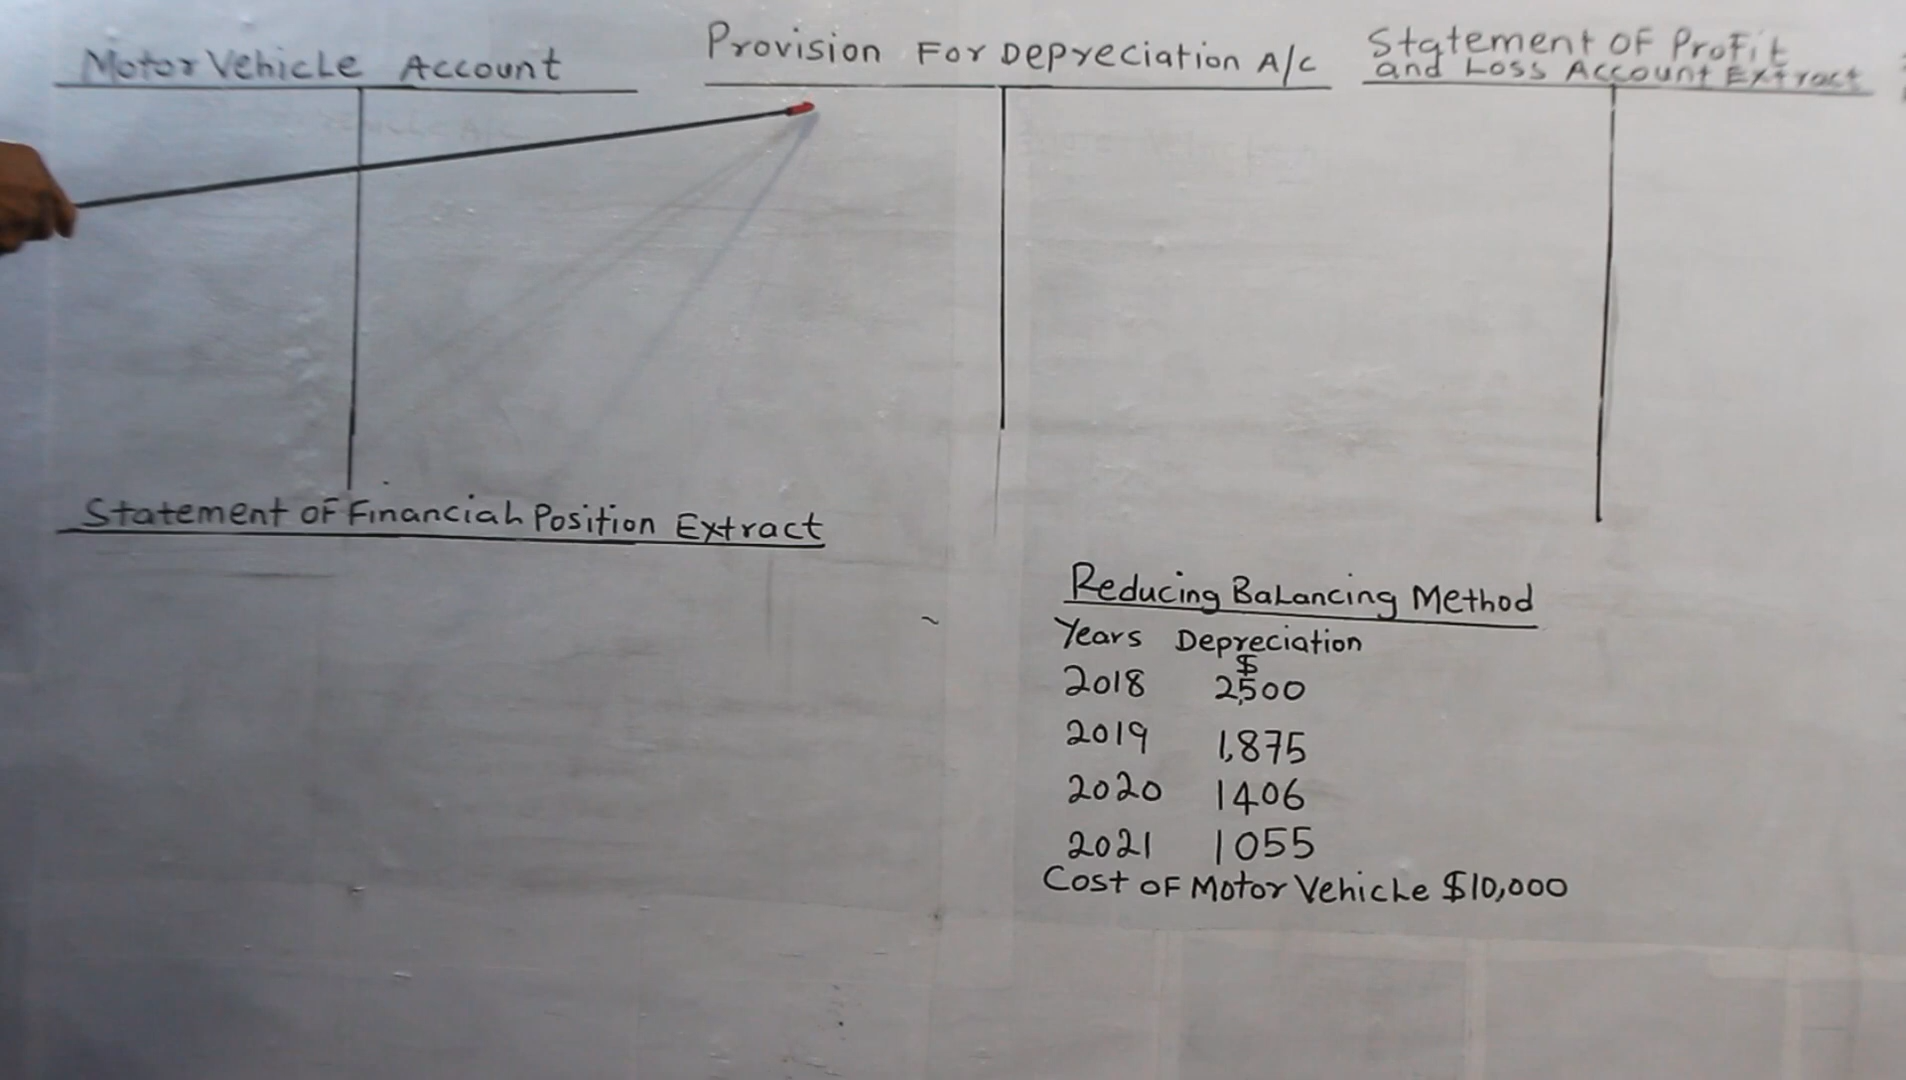 Motor Vehicle Account
Provision For Depreciation A/c
Statement of Profit
and Loss Account Extract
Statement of Financial Position Extract
Reducing Balancing Method
Years Depreciation
$
2018 2,500
2019 1,875
2020 1406
2021 1055
Cost of Motor Vehicle $10,000